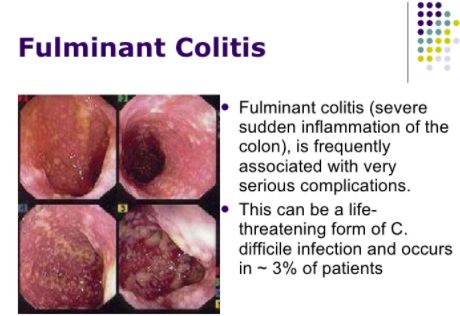 Fulminant Colitis
Fulminant colitis (severe
sudden inflammation of the
colon), is frequently
associated with very
serious complications.
This can be a life-
threatening form of C.
difficile infection and occurs
in ~ 3% of patients